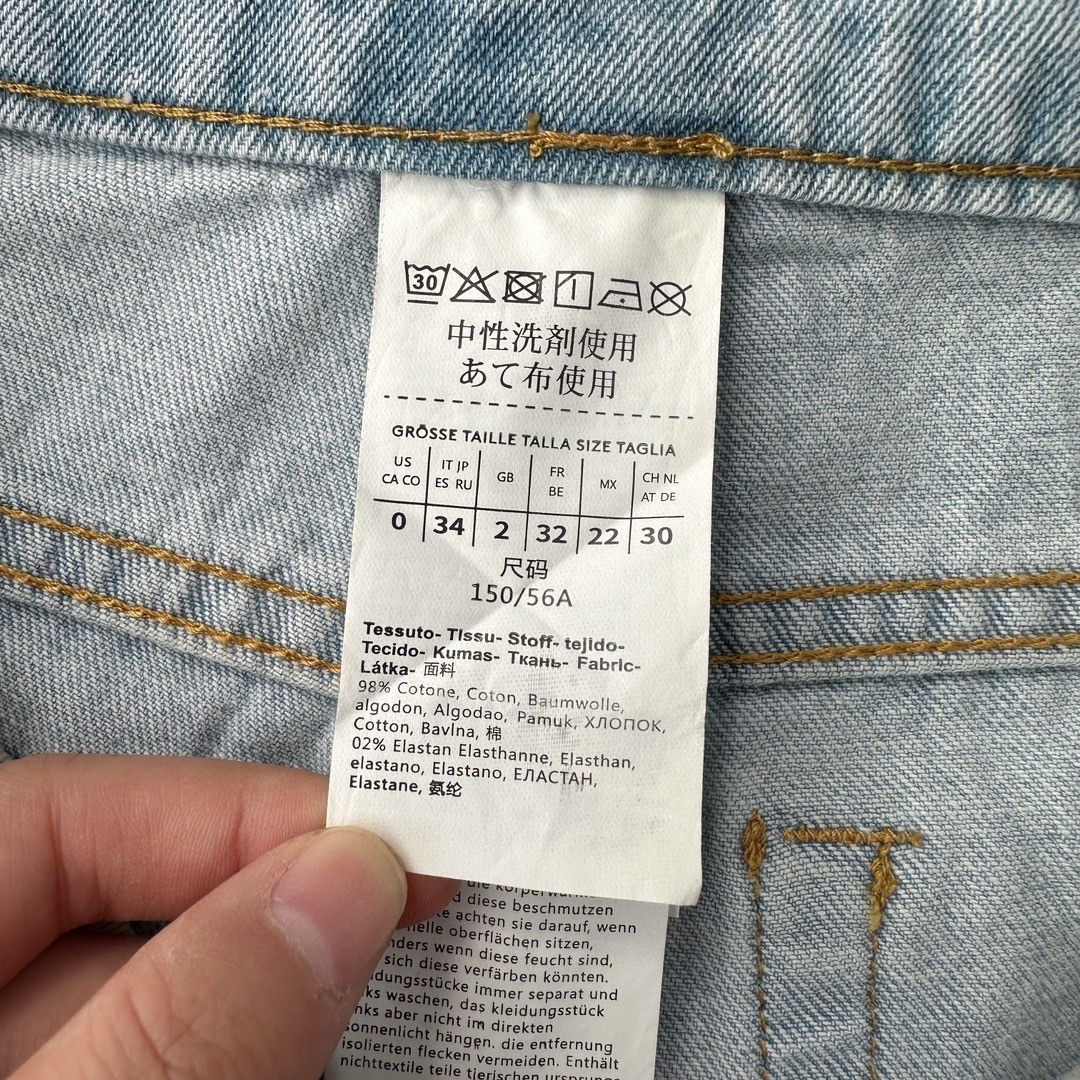 30
中性洗剤使用
あて布使用
GRÖSSE TAILLE TALLA SIZE TAGLIA
US CA CO | IT JP ES RU | GB | FR BE | MX | CH NL AT DE
0 | 34 | 2 | 32 | 22 | 30
尺码
150/56A
Tessuto- Tissu- Stoff- tejido-
Tecido- Kumas- Ткань- Fabric-
Látka- 面料
98% Cotone, Coton, Baumwolle,
algodon, Algodao, Pamuk, ХЛОПОК,
Cotton, Bavlna, 棉
02% Elastan Elasthanne, Elasthan,
elastano, Elastano, ЕЛАСТАН,
Elastane, 氨纶
die
diese beschmutzen
achten sie darauf, wenn
oberflächen sitzen,
wenn diese feucht sind,
sich diese verfärben könnten.
immer separat und
waschen, das kleidungsstück
aber nicht im direkten
sonnenlicht hängen. die entfernung
isolierten flecken vermeiden. Enthält
nichttextile teile tierischen ursprungs